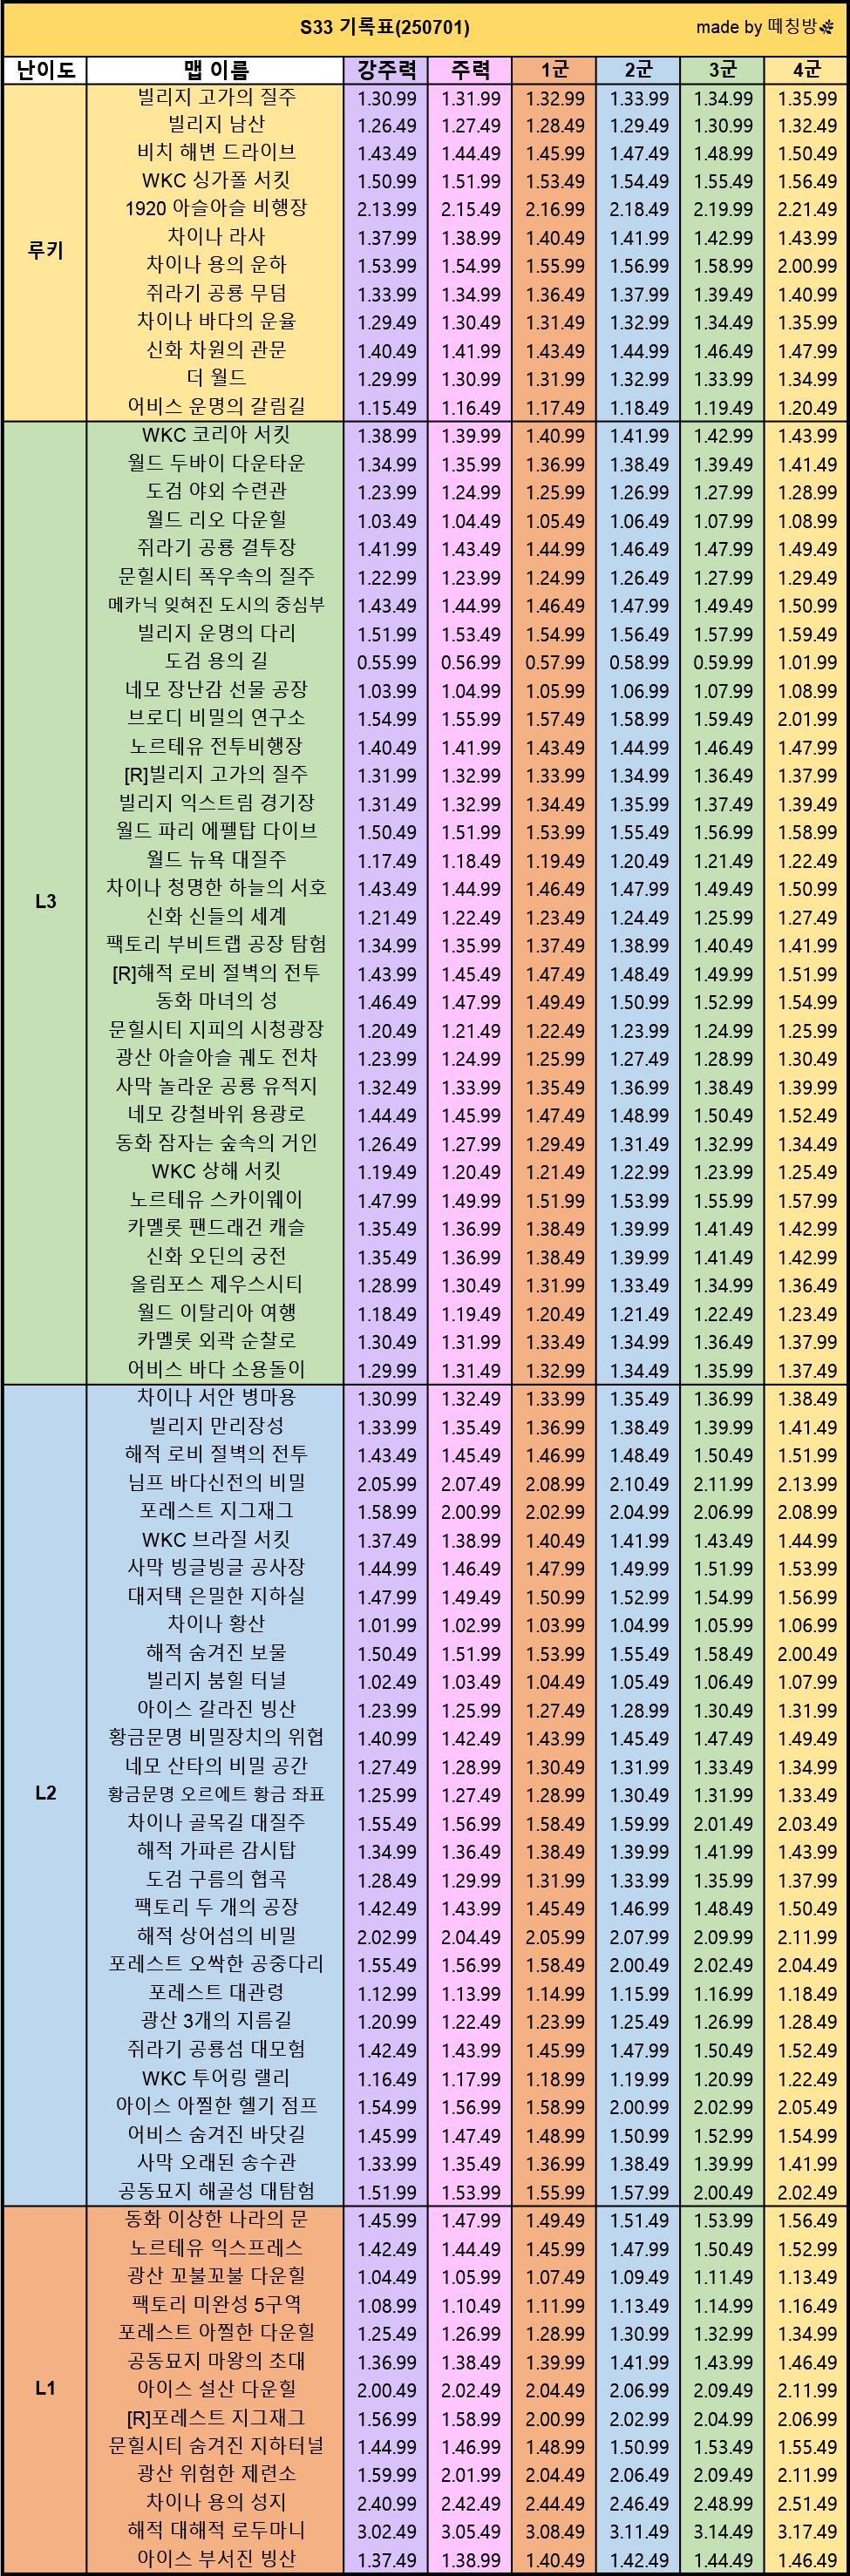 S33 기록표(250701) made by 떼칭방🌿
난이도 맵 이름 강주력 주력 1군 2군 3군 4군
빌리지 고가의 질주 1.30.99 1.31.99 1.32.99 1.33.99 1.34.99 1.35.99
빌리지 남산 1.26.49 1.27.49 1.28.49 1.29.49 1.30.99 1.32.49
비치 해변 드라이브 1.43.49 1.44.49 1.45.99 1.47.49 1.48.99 1.50.49
WKC 싱가폴 서킷 1.50.99 1.51.99 1.53.49 1.54.49 1.55.49 1.56.49
1920 아슬아슬 비행장 2.13.99 2.15.49 2.16.99 2.18.49 2.19.99 2.21.49
차이나 라사 1.37.99 1.38.99 1.40.49 1.41.99 1.42.99 1.43.99
루키
차이나 용의 운하 1.53.99 1.54.99 1.55.99 1.56.99 1.58.99 2.00.99
쥐라기 공룡 무덤 1.33.99 1.34.99 1.36.49 1.37.99 1.39.49 1.40.99
차이나 바다의 운율 1.29.49 1.30.49 1.31.49 1.32.99 1.34.49 1.35.99
신화 차원의 관문 1.40.49 1.41.99 1.43.49 1.44.99 1.46.49 1.47.99
더 월드 1.29.99 1.30.99 1.31.99 1.32.99 1.33.99 1.34.99
어비스 운명의 갈림길 1.15.49 1.16.49 1.17.49 1.18.49 1.19.49 1.20.49
WKC 코리아 서킷 1.38.99 1.39.99 1.40.99 1.41.99 1.42.99 1.43.99
월드 두바이 다운타운 1.34.99 1.35.99 1.36.99 1.38.49 1.39.49 1.41.49
도검 야외 수련관 1.23.99 1.24.99 1.25.99 1.26.99 1.27.99 1.28.99
월드 리오 다운힐 1.03.49 1.04.49 1.05.49 1.06.49 1.07.99 1.08.99
쥐라기 공룡 결투장 1.41.99 1.43.49 1.44.99 1.46.49 1.47.99 1.49.49
문힐시티 폭우속의 질주 1.22.99 1.23.99 1.24.99 1.26.49 1.27.99 1.29.49
메카닉 잊혀진 도시의 중심부 1.43.49 1.44.99 1.46.49 1.47.99 1.49.49 1.50.99
빌리지 운명의 다리 1.51.99 1.53.49 1.54.99 1.56.49 1.57.99 1.59.49
도검 용의 길 0.55.99 0.56.99 0.57.99 0.58.99 0.59.99 1.01.99
네모 장난감 선물 공장 1.03.99 1.04.99 1.05.99 1.06.99 1.07.99 1.08.99
브로디 비밀의 연구소 1.54.99 1.55.99 1.57.49 1.58.99 1.59.49 2.01.99
노르테유 전투비행장 1.40.49 1.41.99 1.43.49 1.44.99 1.46.49 1.47.99
[R]빌리지 고가의 질주 1.31.99 1.32.99 1.33.99 1.34.99 1.36.49 1.37.99
빌리지 익스트림 경기장 1.31.49 1.32.99 1.34.49 1.35.99 1.37.49 1.39.49
월드 파리 에펠탑 다이브 1.50.49 1.51.99 1.53.99 1.55.49 1.56.99 1.58.99
월드 뉴욕 대질주 1.17.49 1.18.49 1.19.49 1.20.49 1.21.49 1.22.49
차이나 청명한 하늘의 서호 1.43.49 1.44.99 1.46.49 1.47.99 1.49.49 1.50.99
L3
신화 신들의 세계 1.21.49 1.22.49 1.23.49 1.24.49 1.25.99 1.27.49
팩토리 부비트랩 공장 탐험 1.34.99 1.35.99 1.37.49 1.38.99 1.40.49 1.41.99
[R]해적 로비 절벽의 전투 1.43.99 1.45.49 1.47.49 1.48.49 1.49.99 1.51.99
동화 마녀의 성 1.46.49 1.47.99 1.49.49 1.50.99 1.52.99 1.54.99
문힐시티 지피의 시청광장 1.20.49 1.21.49 1.22.49 1.23.99 1.24.99 1.25.99
광산 아슬아슬 궤도 전차 1.23.99 1.24.99 1.25.99 1.27.49 1.28.99 1.30.49
사막 놀라운 공룡 유적지 1.32.49 1.33.99 1.35.49 1.36.99 1.38.49 1.39.99
네모 강철바위 용광로 1.44.49 1.45.99 1.47.49 1.48.99 1.50.49 1.52.49
동화 잠자는 숲속의 거인 1.26.49 1.27.99 1.29.49 1.31.49 1.32.99 1.34.49
WKC 상해 서킷 1.19.49 1.20.49 1.21.49 1.22.99 1.23.99 1.25.49
노르테유 스카이웨이 1.47.99 1.49.99 1.51.99 1.53.99 1.55.99 1.57.99
카멜롯 팬드래건 캐슬 1.35.49 1.36.99 1.38.49 1.39.99 1.41.49 1.42.99
신화 오딘의 궁전 1.35.49 1.36.99 1.38.49 1.39.99 1.41.49 1.42.99
올림포스 제우스시티 1.28.99 1.30.49 1.31.99 1.33.49 1.34.99 1.36.49
월드 이탈리아 여행 1.18.49 1.19.49 1.20.49 1.21.49 1.22.49 1.23.49
카멜롯 외곽 순찰로 1.30.49 1.31.99 1.33.49 1.34.99 1.36.49 1.37.99
어비스 바다 소용돌이 1.29.99 1.31.49 1.32.99 1.34.49 1.35.99 1.37.49
차이나 서안 병마용 1.30.99 1.32.49 1.33.99 1.35.49 1.36.99 1.38.49
빌리지 만리장성 1.33.99 1.35.49 1.36.99 1.38.49 1.39.99 1.41.49
해적 로비 절벽의 전투 1.43.49 1.45.49 1.46.99 1.48.49 1.50.49 1.51.99
님프 바다신전의 비밀 2.05.99 2.07.49 2.08.99 2.10.49 2.11.99 2.13.99
포레스트 지그재그 1.58.99 2.00.99 2.02.99 2.04.99 2.06.99 2.08.99
WKC 브라질 서킷 1.37.49 1.38.99 1.40.49 1.41.99 1.43.49 1.44.99
사막 빙글빙글 공사장 1.44.99 1.46.49 1.47.99 1.49.99 1.51.99 1.53.99
대저택 은밀한 지하실 1.47.99 1.49.49 1.50.99 1.52.99 1.54.99 1.56.99
차이나 황산 1.01.99 1.02.99 1.03.99 1.04.99 1.05.99 1.06.99
해적 숨겨진 보물 1.50.49 1.51.99 1.53.99 1.55.49 1.58.49 2.00.49
빌리지 붐힐 터널 1.02.49 1.03.49 1.04.49 1.05.49 1.06.49 1.07.99
아이스 갈라진 빙산 1.23.99 1.25.99 1.27.49 1.28.99 1.30.49 1.31.99
황금문명 비밀장치의 위협 1.40.99 1.42.49 1.43.99 1.45.49 1.47.49 1.49.49
네모 산타의 비밀 공간 1.27.49 1.28.99 1.30.49 1.31.99 1.33.49 1.34.99
L2
황금문명 오르에트 황금 좌표 1.25.99 1.27.49 1.28.99 1.30.49 1.31.99 1.33.49
차이나 골목길 대질주 1.55.49 1.56.99 1.58.49 1.59.99 2.01.49 2.03.49
해적 가파른 감시탑 1.34.99 1.36.49 1.38.49 1.39.99 1.41.99 1.43.99
도검 구름의 협곡 1.28.49 1.29.99 1.31.99 1.33.99 1.35.99 1.37.99
팩토리 두 개의 공장 1.42.49 1.43.99 1.45.49 1.46.99 1.48.49 1.50.49
해적 상어섬의 비밀 2.02.99 2.04.49 2.05.99 2.07.99 2.09.99 2.11.99
포레스트 오싹한 공중다리 1.55.49 1.56.99 1.58.49 2.00.49 2.02.49 2.04.49
포레스트 대관령 1.12.99 1.13.99 1.14.99 1.15.99 1.16.99 1.18.49
광산 3개의 지름길 1.20.99 1.22.49 1.23.99 1.25.49 1.26.99 1.28.49
쥐라기 공룡섬 대모험 1.42.49 1.43.99 1.45.99 1.47.99 1.50.49 1.52.49
WKC 투어링 랠리 1.16.49 1.17.99 1.18.99 1.19.99 1.20.99 1.22.49
아이스 아찔한 헬기 점프 1.54.99 1.56.99 1.58.99 2.00.99 2.02.99 2.05.49
어비스 숨겨진 바닷길 1.45.99 1.47.49 1.48.99 1.50.99 1.52.99 1.54.99
사막 오래된 송수관 1.33.99 1.35.49 1.36.99 1.38.49 1.39.99 1.41.99
공동묘지 해골성 대탐험 1.51.99 1.53.99 1.55.99 1.57.99 2.00.49 2.02.49
동화 이상한 나라의 문 1.45.99 1.47.99 1.49.49 1.51.49 1.53.99 1.56.49
노르테유 익스프레스 1.42.49 1.44.49 1.45.99 1.47.99 1.50.49 1.52.99
광산 꼬불꼬불 다운힐 1.04.49 1.05.99 1.07.49 1.09.49 1.11.49 1.13.49
팩토리 미완성 5구역 1.08.99 1.10.49 1.11.99 1.13.49 1.14.99 1.16.49
포레스트 아찔한 다운힐 1.25.49 1.26.99 1.28.99 1.30.99 1.32.99 1.34.99
공동묘지 마왕의 초대 1.36.99 1.38.49 1.39.99 1.41.99 1.43.99 1.46.49
L1
아이스 설산 다운힐 2.00.49 2.02.49 2.04.49 2.06.99 2.09.49 2.11.99
[R]포레스트 지그재그 1.56.99 1.58.99 2.00.99 2.02.99 2.04.99 2.06.99
문힐시티 숨겨진 지하터널 1.44.99 1.46.99 1.48.99 1.50.99 1.53.49 1.55.49
광산 위험한 제련소 1.59.99 2.01.99 2.04.49 2.06.49 2.09.49 2.11.99
차이나 용의 성지 2.40.99 2.42.49 2.44.49 2.46.49 2.48.99 2.51.49
해적 대해적 로두마니 3.02.49 3.05.49 3.08.49 3.11.49 3.14.49 3.17.49
아이스 부서진 빙산 1.37.49 1.38.99 1.40.49 1.42.49 1.44.49 1.46.49